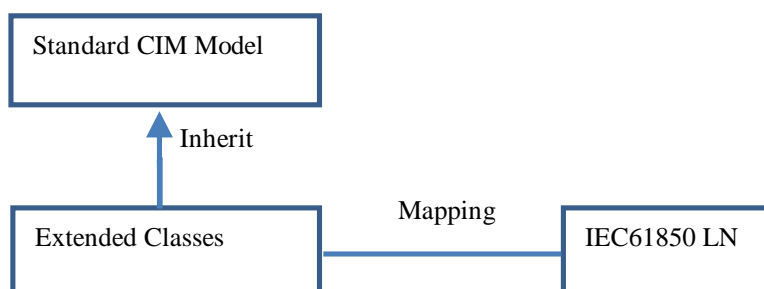 Standard CIM Model
Inherit
Mapping
Extended Classes
IEC61850 LN